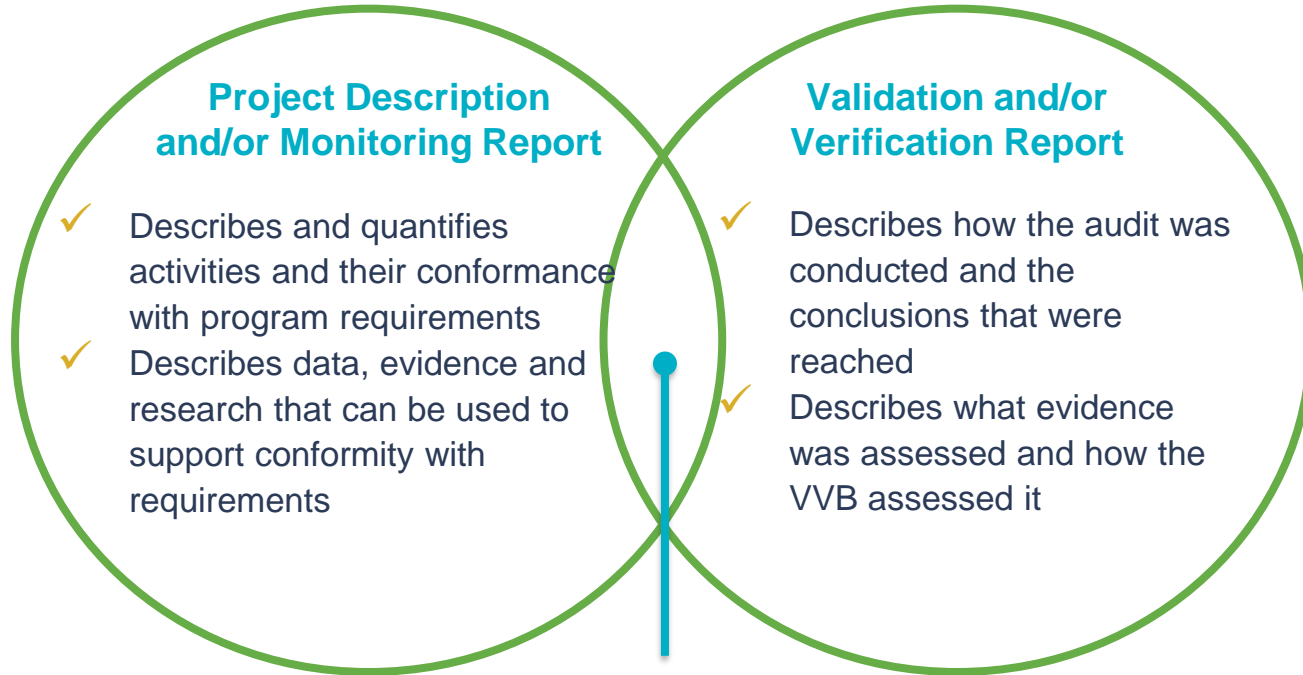 Project Description
and/or Monitoring Report
✓ Describes and quantifies
activities and their conformance
with program requirements
✓ Describes data, evidence and
research that can be used to
support conformity with
requirements
Validation and/or
Verification Report
✓ Describes how the audit was
conducted and the
conclusions that were
reached
✓ Describes what evidence
was assessed and how the
VVB assessed it